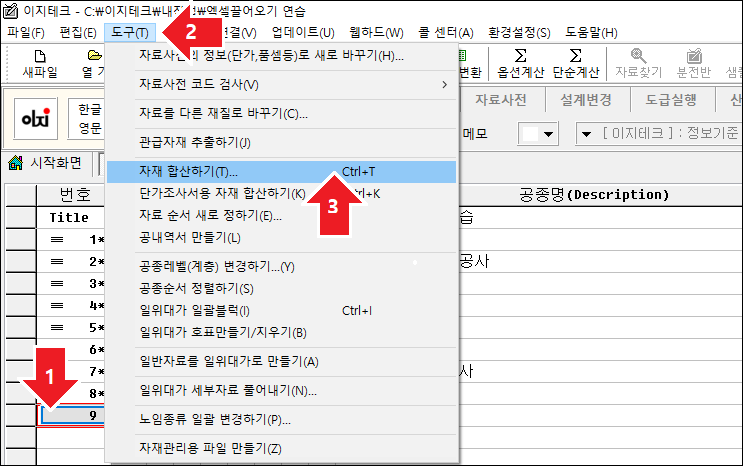 이지테크 - C:\이지테크\내작업\엑셀끌어오기 연습
파일(F) 편집(E) 도구(T) 연결(V) 업데이트(U) 웹하드(W) 콜 센터(A) 환경설정(S) 도움말(H)
2
새파일 열 기 변환 옵션계산 단순계산 자료찾기 분전반 샘플
자료사전의 정보(단가,품셈등)로 새로 바꾸기(H)...
자료사전 코드 검사(V)
자료를 다른 재질로 바꾸기(C)...
관급자재 추출하기(J)
자재 합산하기(T)... Ctrl+T
단가조사서용 자재 합산하기(K) Ctrl+K
3
자료 순서 새로 정하기(E)...
공내역서 만들기(L)
공종레벨(계층) 변경하기...(Y)
공종순서 정렬하기(S)
일위대가 일괄블럭(I) Ctrl+I
일위대가 호표만들기/지우기(B)
일반자료를 일위대가로 만들기(A)
일위대가 세부자료 풀어내기(N)...
노임종류 일괄 변경하기(P)...
자재관리용 파일 만들기(Z)
이지
한글
영문
자료사전 설계변경 도급실행
메모 [ 이지테크 ] : 정보기준
시작화면
번호 공종명(Description)
Title 습
1*
2* 공사
3*
4*
5*
6*
7* 사
8*
9
1